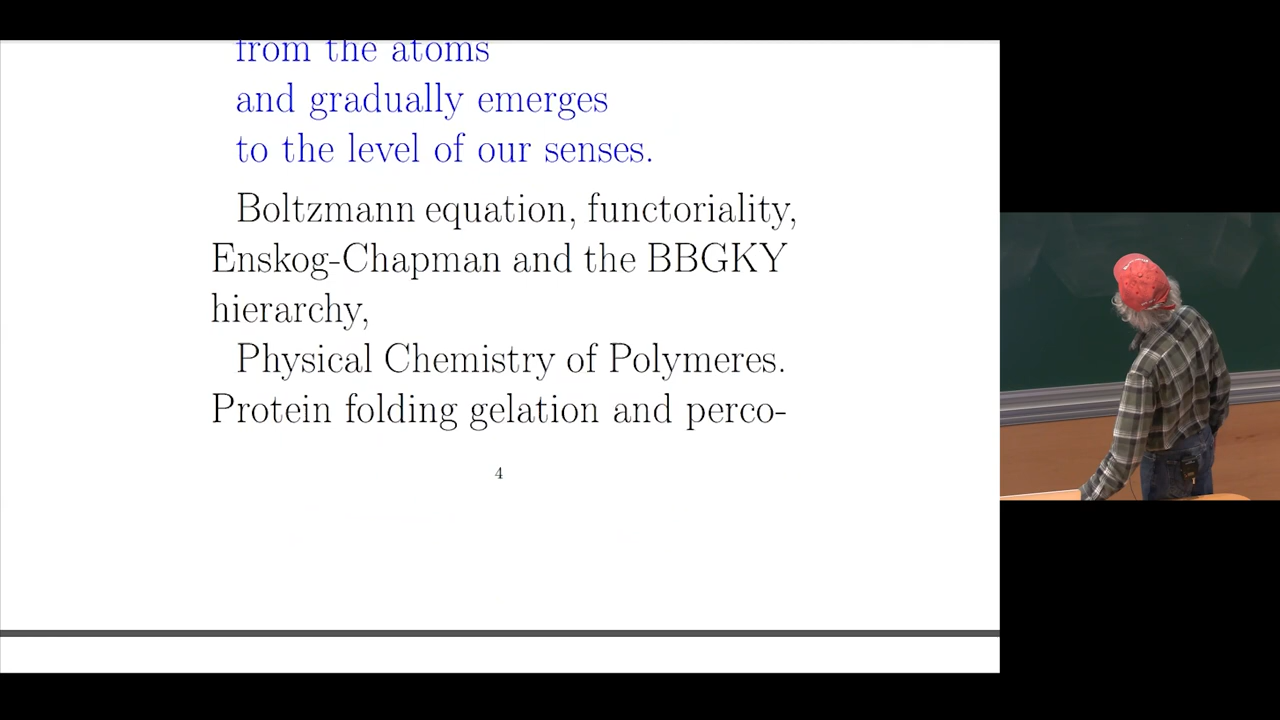 from the atoms
and gradually emerges
to the level of our senses.
Boltzmann equation, functoriality,
Enskog-Chapman and the BBGKY
hierarchy,
Physical Chemistry of Polymeres.
Protein folding gelation and perco-
4